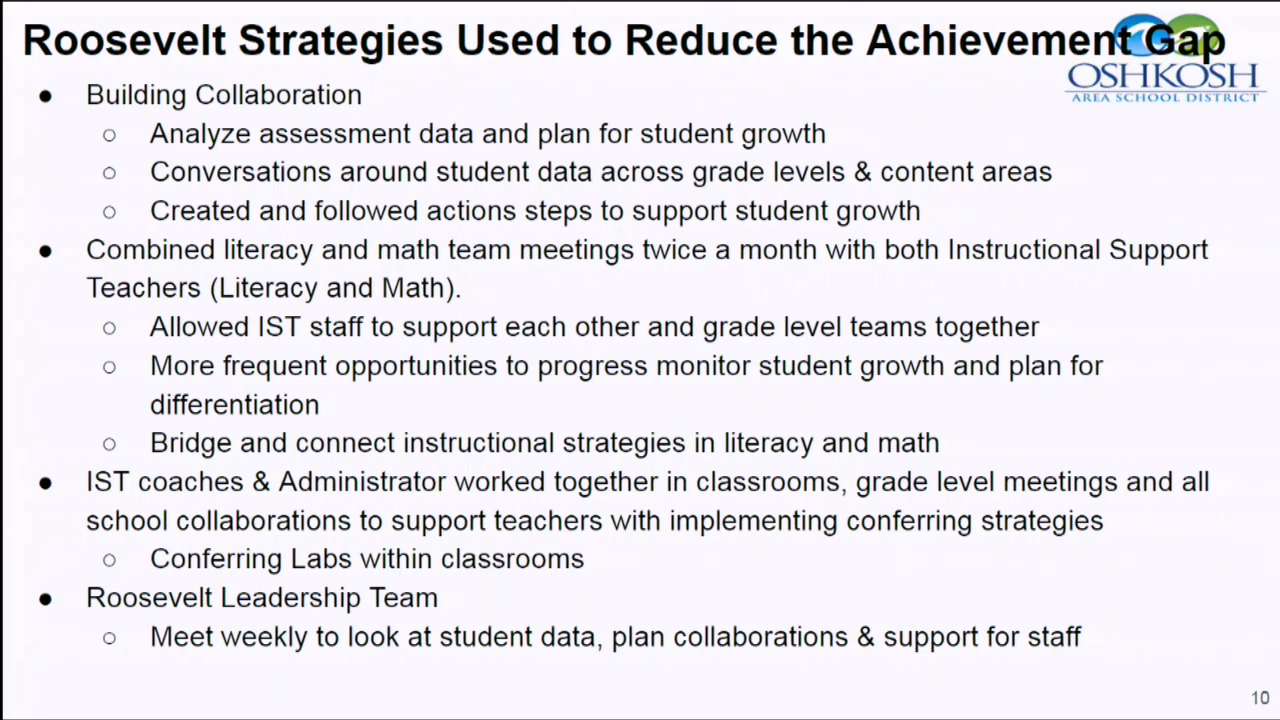 Roosevelt Strategies Used to Reduce the Achievement Gap
OSHKOSH
AREA SCHOOL DISTRICT
● Building Collaboration
○ Analyze assessment data and plan for student growth
○ Conversations around student data across grade levels & content areas
○ Created and followed actions steps to support student growth
● Combined literacy and math team meetings twice a month with both Instructional Support
Teachers (Literacy and Math).
○ Allowed IST staff to support each other and grade level teams together
○ More frequent opportunities to progress monitor student growth and plan for
differentiation
○ Bridge and connect instructional strategies in literacy and math
● IST coaches & Administrator worked together in classrooms, grade level meetings and all
school collaborations to support teachers with implementing conferring strategies
○ Conferring Labs within classrooms
● Roosevelt Leadership Team
○ Meet weekly to look at student data, plan collaborations & support for staff
10